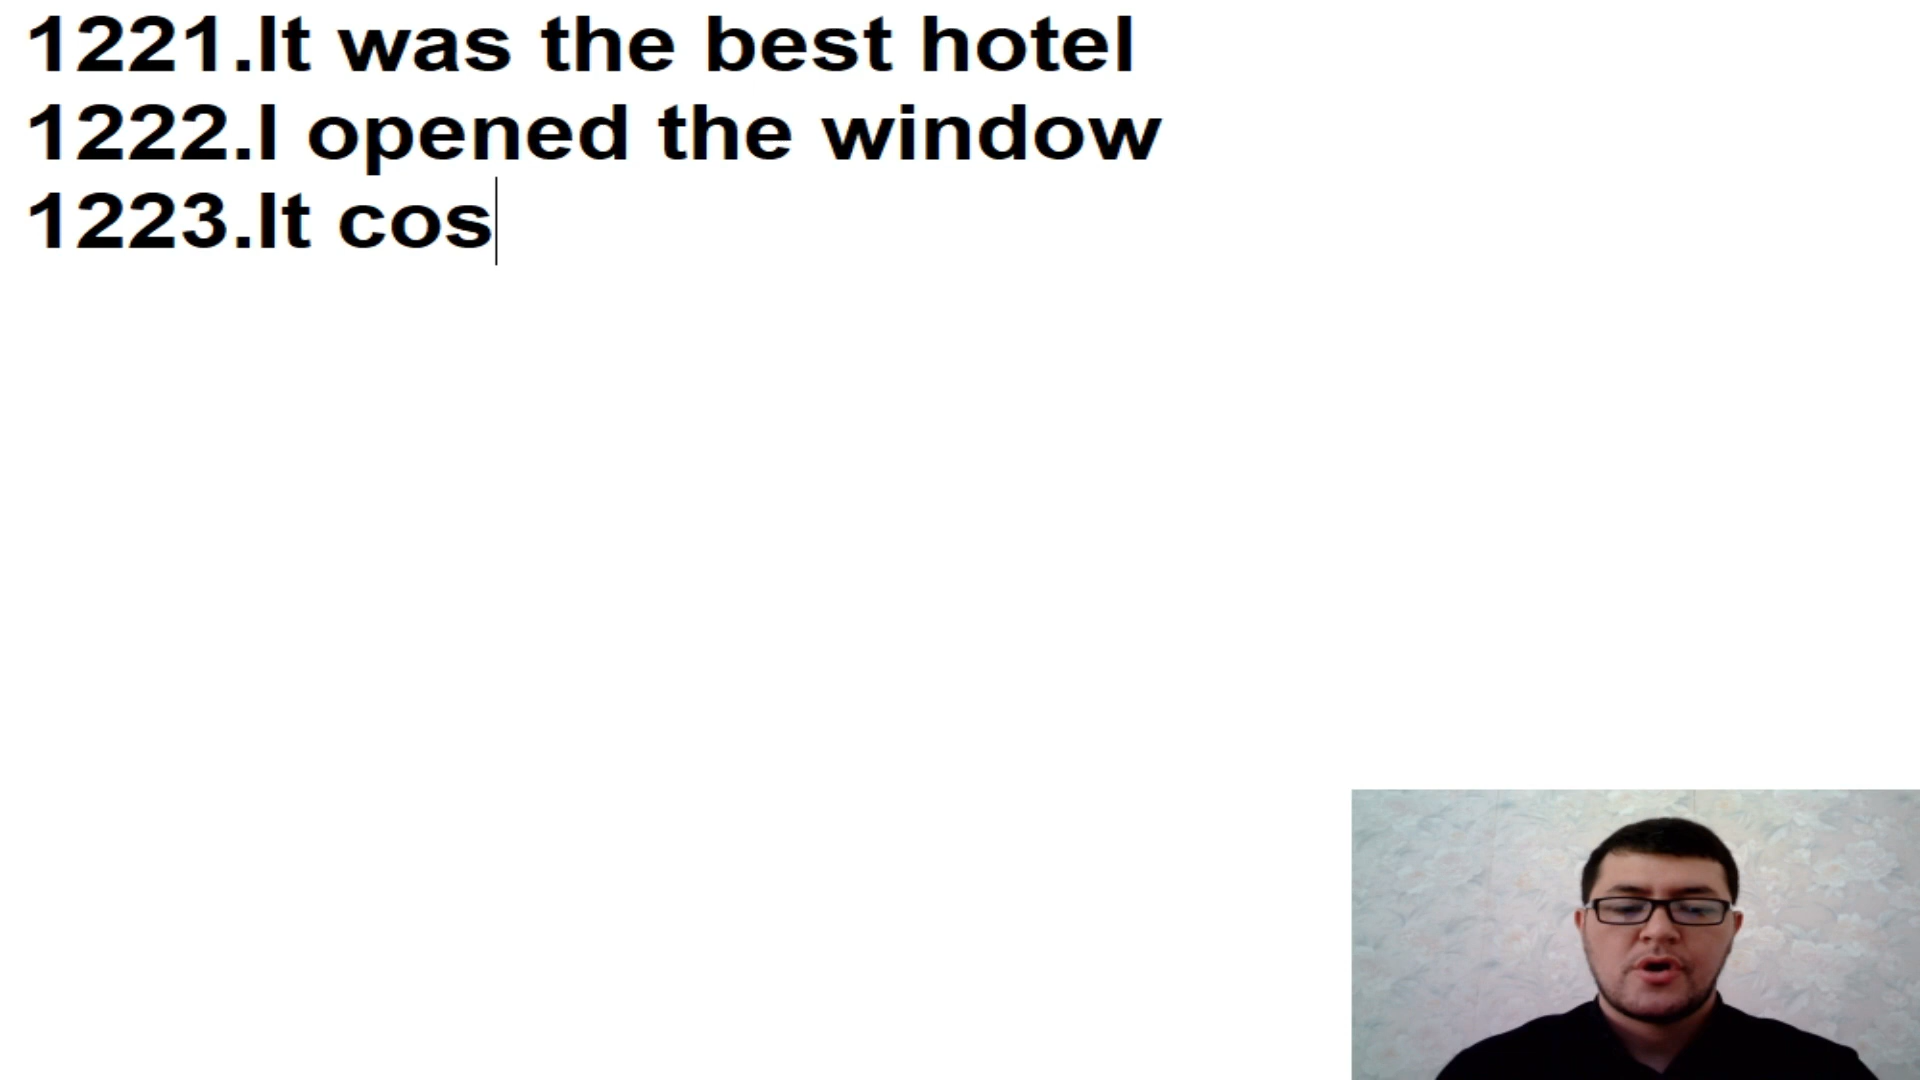 1221.It was the best hotel
1222.I opened the window
1223.It cos